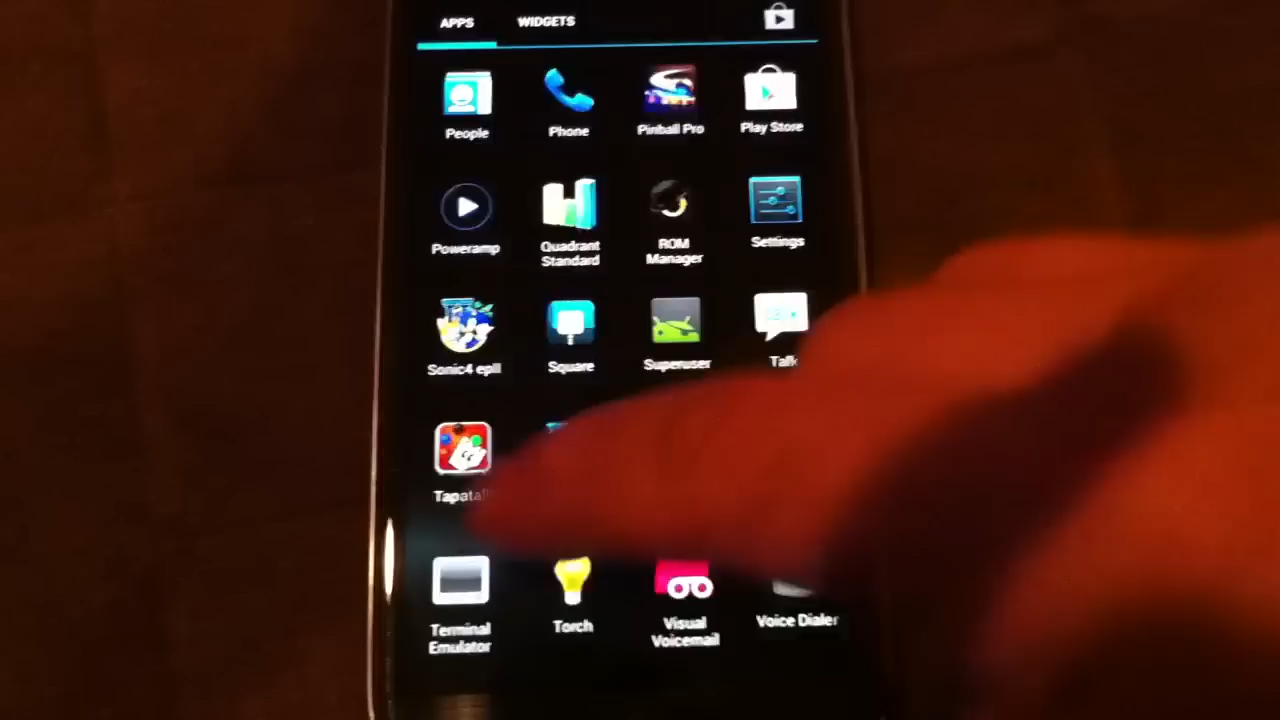 APPS WIDGETS
People Phone Pinball Pro Play Store
Poweramp Quadrant Standard ROM Manager Settings
Sonic4 epII Square Superuser Talk
Tapatalk
Terminal Emulator Torch Visual Voicemail Voice Dialer